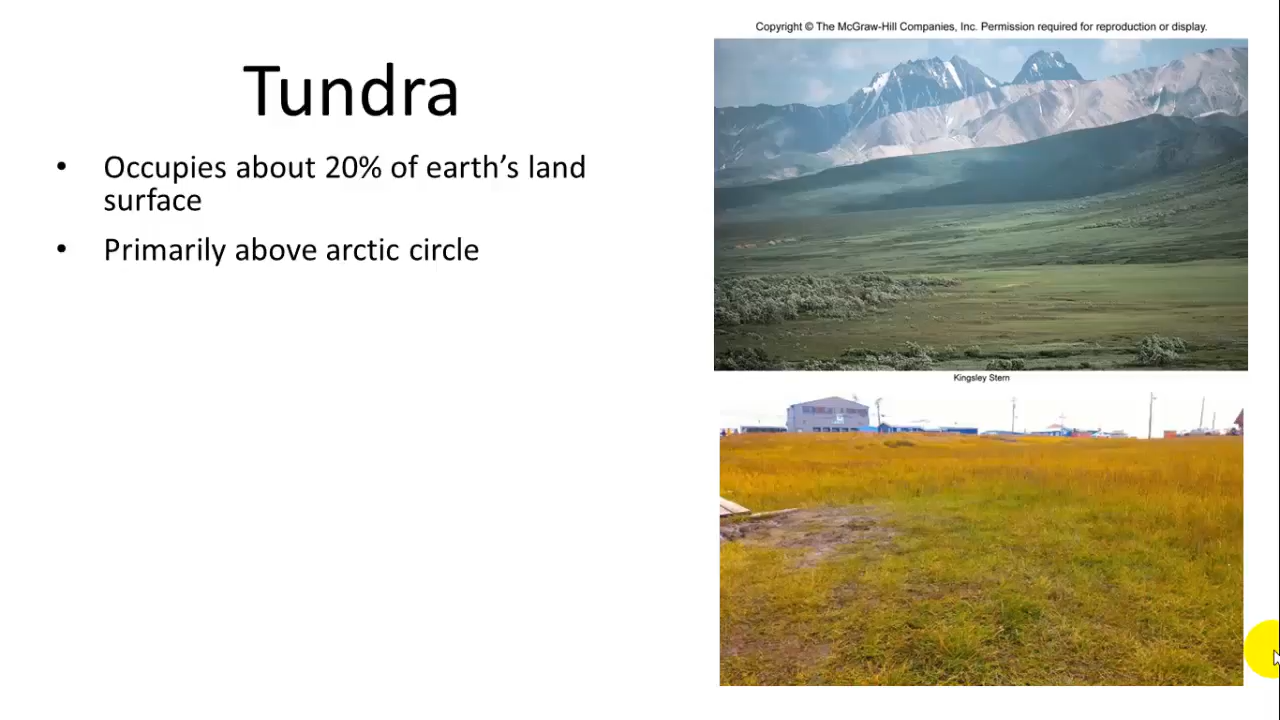 Copyright © The McGraw-Hill Companies, Inc. Permission required for reproduction or display.
Tundra
• Occupies about 20% of earth’s land
surface
• Primarily above arctic circle
Kingsley Stern